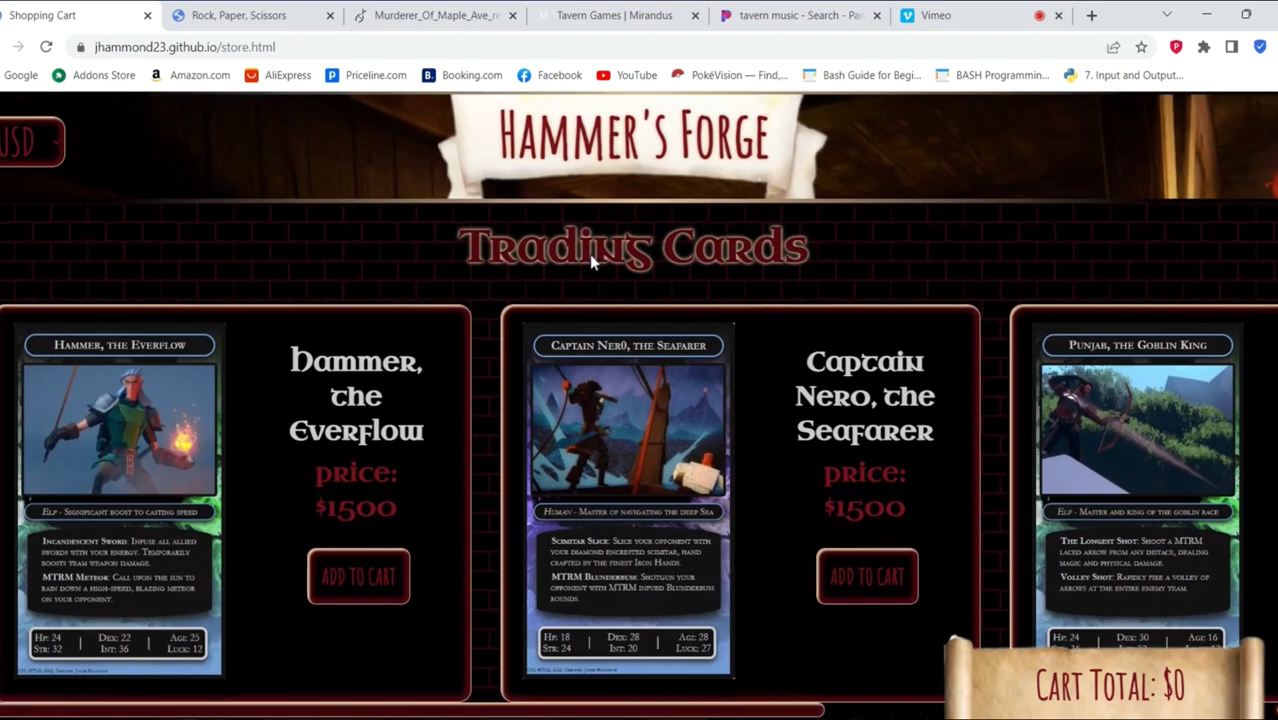 Shopping Cart
Rock, Paper, Scissors
Murderer_Of_Maple_Ave_re
Tavern Games | Mirandus
tavern music - Search - Pan
Vimeo
jhammond23.github.io/store.html
Google
Addons Store
Amazon.com
AliExpress
Priceline.com
Booking.com
Facebook
YouTube
PokéVision — Find,...
Bash Guide for Begi...
BASH Programmin...
7. Input and Output...
USD
Hammer's Forge
Trading Cards
Hammer, the Everflow
Elf - Significant boost to casting speed
Incandescent Sword: Infuse all allied
swords with your energy. Temporarily
boosts team weapon damage.
MTRM Meteor: Call upon the sun to
rain down a high-speed, blazing meteor
on your opponent.
Hp: 24 | Dex: 22 | Age: 25
Str: 32 | Int: 36 | Luck: 12
Hammer,
the
Everflow
price:
$1500
ADD TO CART
Captain Ner0, the Seafarer
Human - Master of navigating the deep Sea
Scimitar Slice: Slice your opponent with
your diamond encrested scimitar, hand
crafted by the finest Iron Hands.
MTRM Blunderbuss: Shotgun your
opponent with MTRM infused Blunderbuss
rounds.
Hp: 18 | Dex: 28 | Age: 28
Str: 24 | Int: 20 | Luck: 27
Captain
Nero, the
Seafarer
price:
$1500
ADD TO CART
Punjab, the Goblin King
Elf - Master and king of the goblin race
The Longest Shot: Shoot a MTRM
laced arrow from any distace, dealing
magic and physical damage.
Volley Shot: Rapidly fire a volley of
arrows at the entire enemy team.
Hp: 24 | Dex: 30 | Age: 16
Cart Total: $0